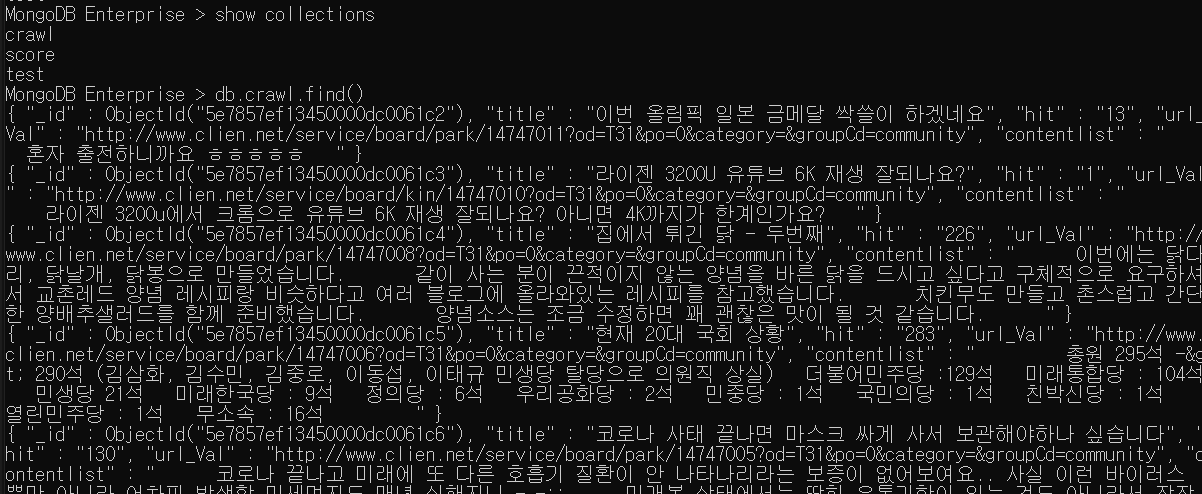 MongoDB Enterprise > show collections
crawl
score
test
MongoDB Enterprise > db.crawl.find()
{ "_id" : ObjectId("5e7857ef13450000dc0061c2"), "title" : "이번 올림픽 일본 금메달 싹쓸이 하겠네요", "hit" : "13", "url_
Val" : "http://www.clien.net/service/board/park/14747011?od=T31&po=0&category=&groupCd=community", "contentlist" : "
혼자 출전하니까요 ㅎㅎㅎㅎㅎ " }
{ "_id" : ObjectId("5e7857ef13450000dc0061c3"), "title" : "라이젠 3200U 유튜브 6K 재생 잘되나요?", "hit" : "1", "url_Val
" : "http://www.clien.net/service/board/kin/14747010?od=T31&po=0&category=&groupCd=community", "contentlist" : "
라이젠 3200u에서 크롬으로 유튜브 6K 재생 잘되나요? 아니면 4K까지가 한계인가요? " }
{ "_id" : ObjectId("5e7857ef13450000dc0061c4"), "title" : "집에서 튀긴 닭 - 두번째", "hit" : "226", "url_Val" : "http://
www.clien.net/service/board/park/14747008?od=T31&po=0&category=&groupCd=community", "contentlist" : " 이번에는 닭다
리, 닭날개, 닭봉으로 만들었습니다. 같이 사는 분이 끈적이지 않는 양념을 바른 닭을 드시고 싶다고 구체적으로 요구하셔
서 교촌레드 양념 레시피랑 비슷하다고 여러 블로그에 올라와있는 레시피를 참고했습니다. 치킨무도 만들고 촌스럽고 간단
한 양배추샐러드를 함께 준비했습니다. 양념소스는 조금 수정하면 꽤 괜찮은 맛이 될 것 같습니다. " }
{ "_id" : ObjectId("5e7857ef13450000dc0061c5"), "title" : "현재 20대 국회 상황", "hit" : "283", "url_Val" : "http://www.
clien.net/service/board/park/14747006?od=T31&po=0&category=&groupCd=community", "contentlist" : " 총원 295석 -&g
t; 290석 (김삼화, 김수민, 김중로, 이동섭, 이태규 민생당 탈당으로 의원직 상실) 더불어민주당 :129석 미래통합당 : 104석
민생당 21석 미래한국당 : 9석 정의당 : 6석 우리공화당 : 2석 민중당 : 1석 국민의당 : 1석 친박신당 : 1석
열린민주당 : 1석 무소속 : 16석 " }
{ "_id" : ObjectId("5e7857ef13450000dc0061c6"), "title" : "코로나 사태 끝나면 마스크 싸게 사서 보관해야하나 싶습니다", "
hit" : "130", "url_Val" : "http://www.clien.net/service/board/park/14747005?od=T31&po=0&category=&groupCd=community", "c
ontentlist" : " 코로나 끝나고 미래에 또 다른 호흡기 질환이 안 나타나리라는 보증이 없어보여요.. 사실 이런 바이러스